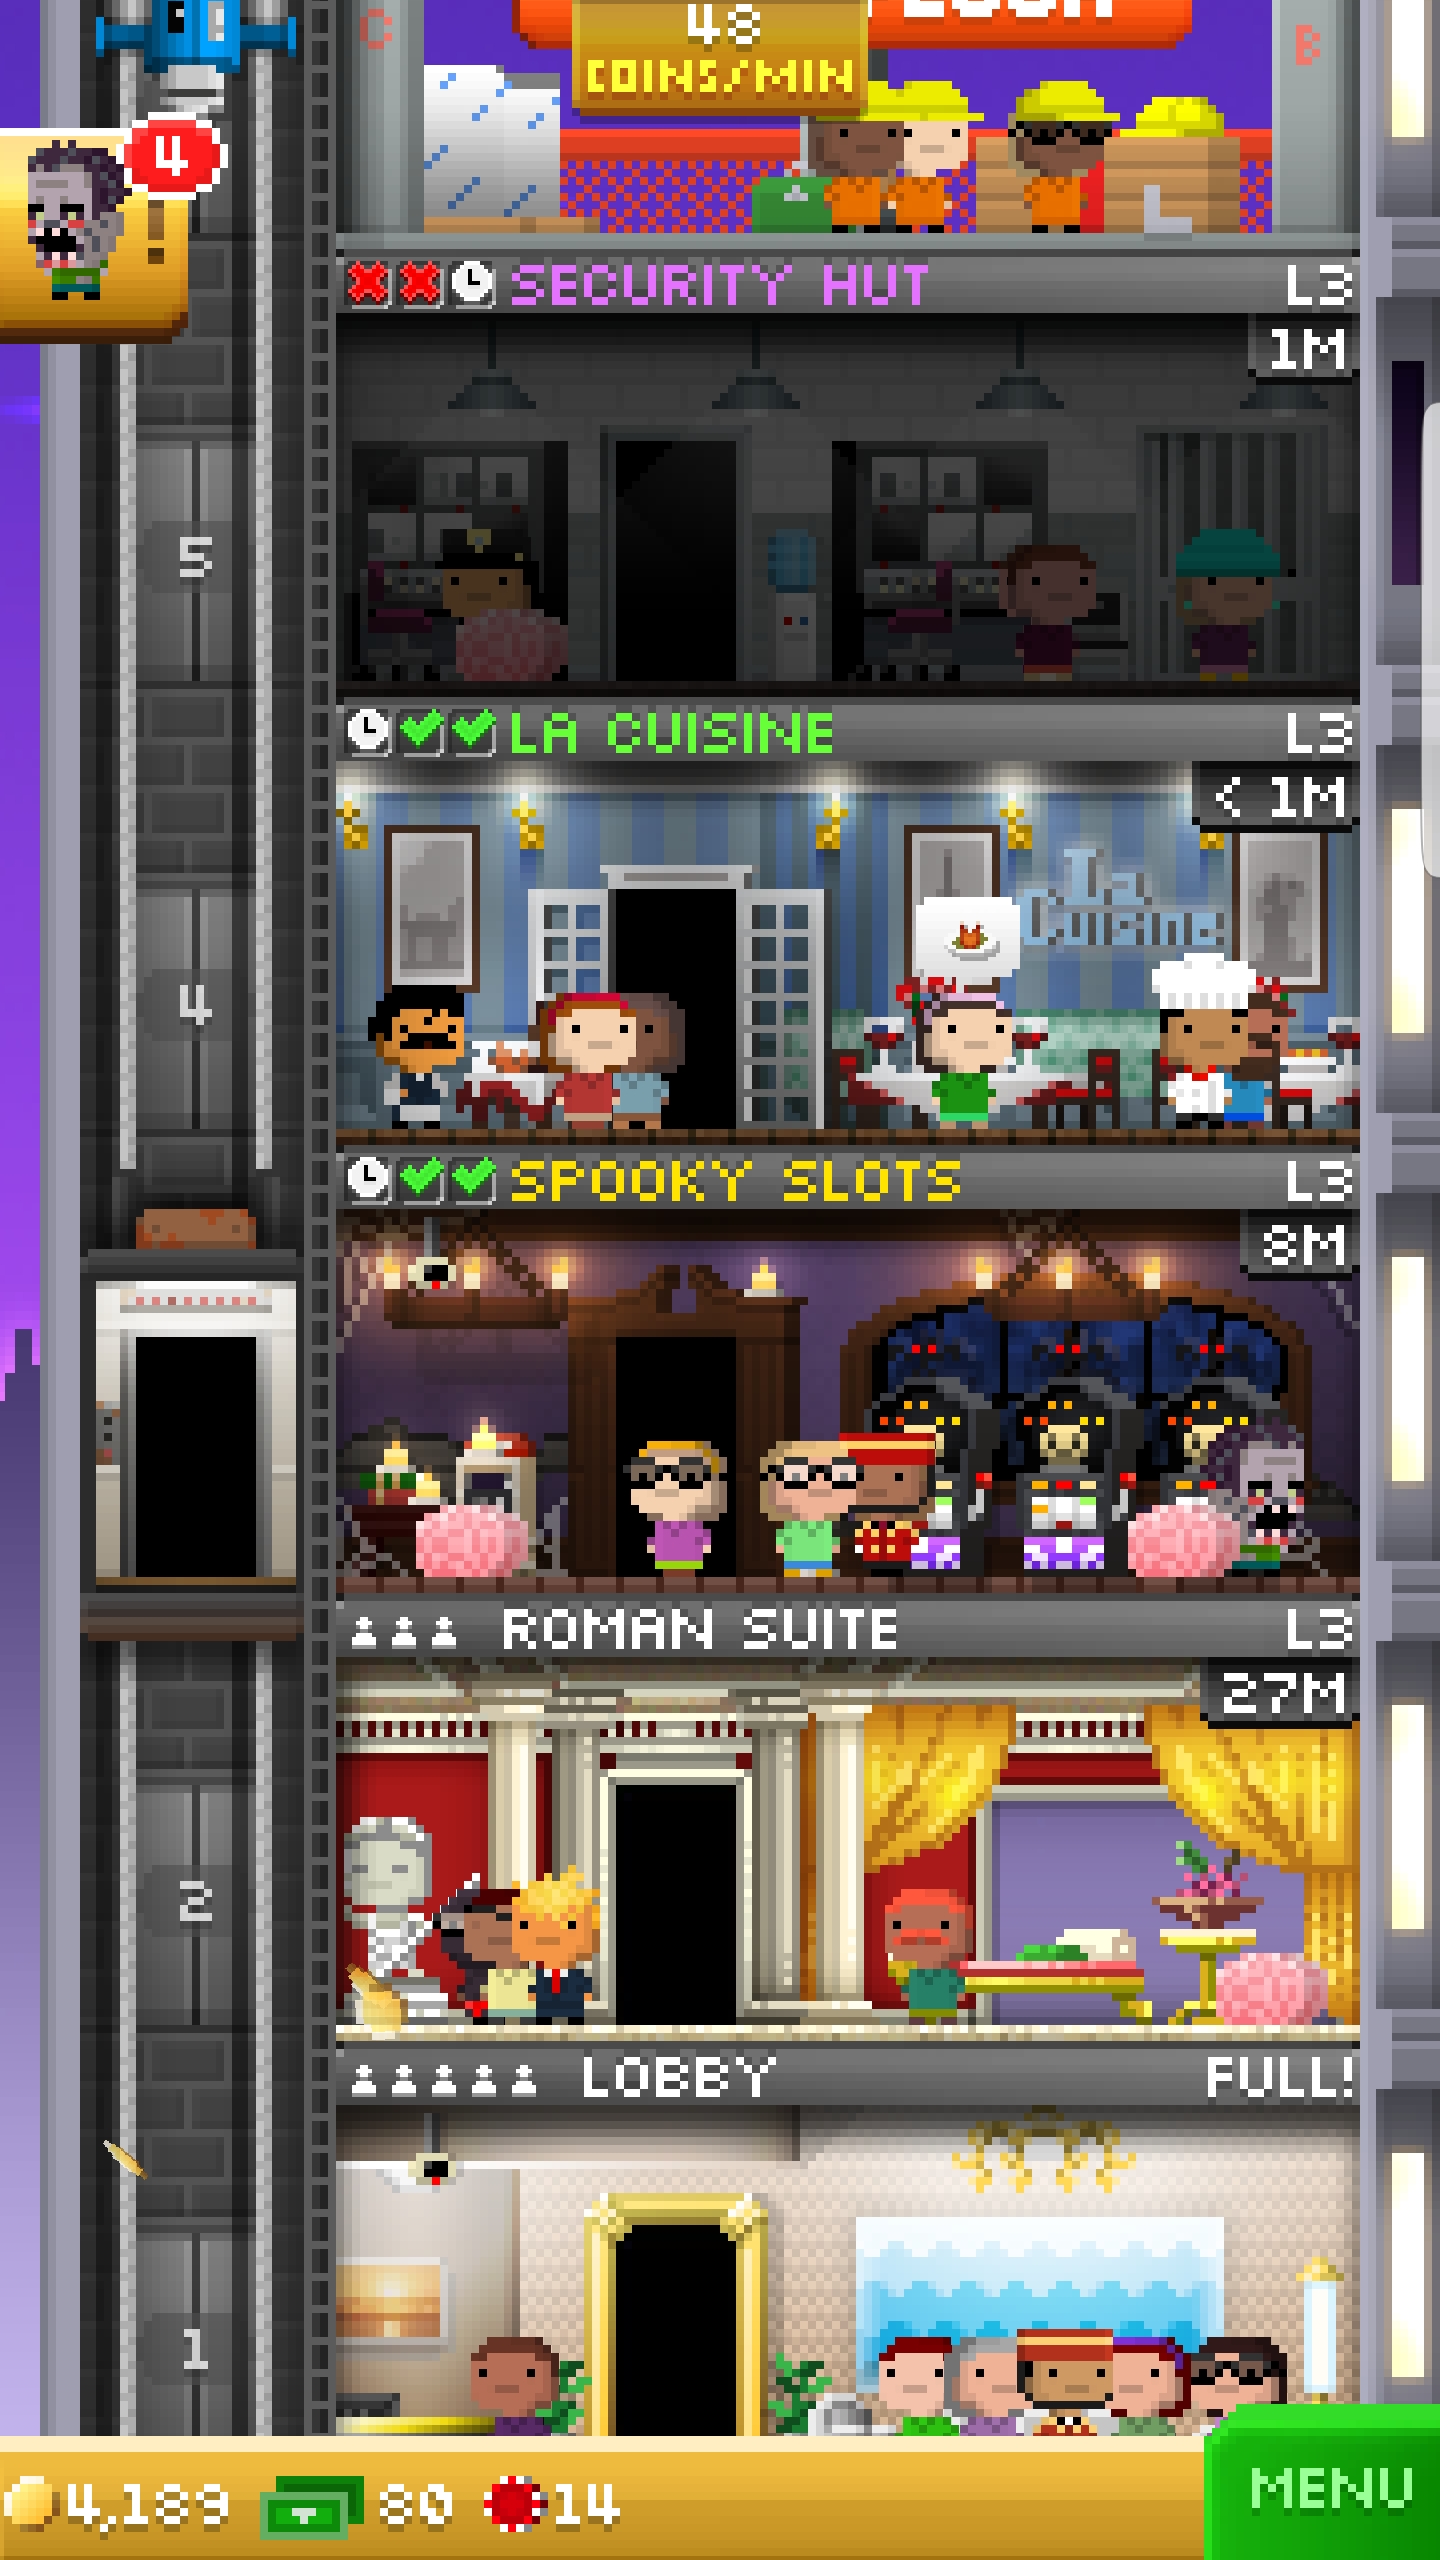 48
COINS/MIN
C
B
4
!
SECURITY HUT
L3
1M
5
LA CUISINE
L3
< 1M
La
Cuisine
4
SPOOKY SLOTS
L3
8M
ROMAN SUITE
L3
27M
2
LOBBY
FULL!
1
4,189
80
14
MENU